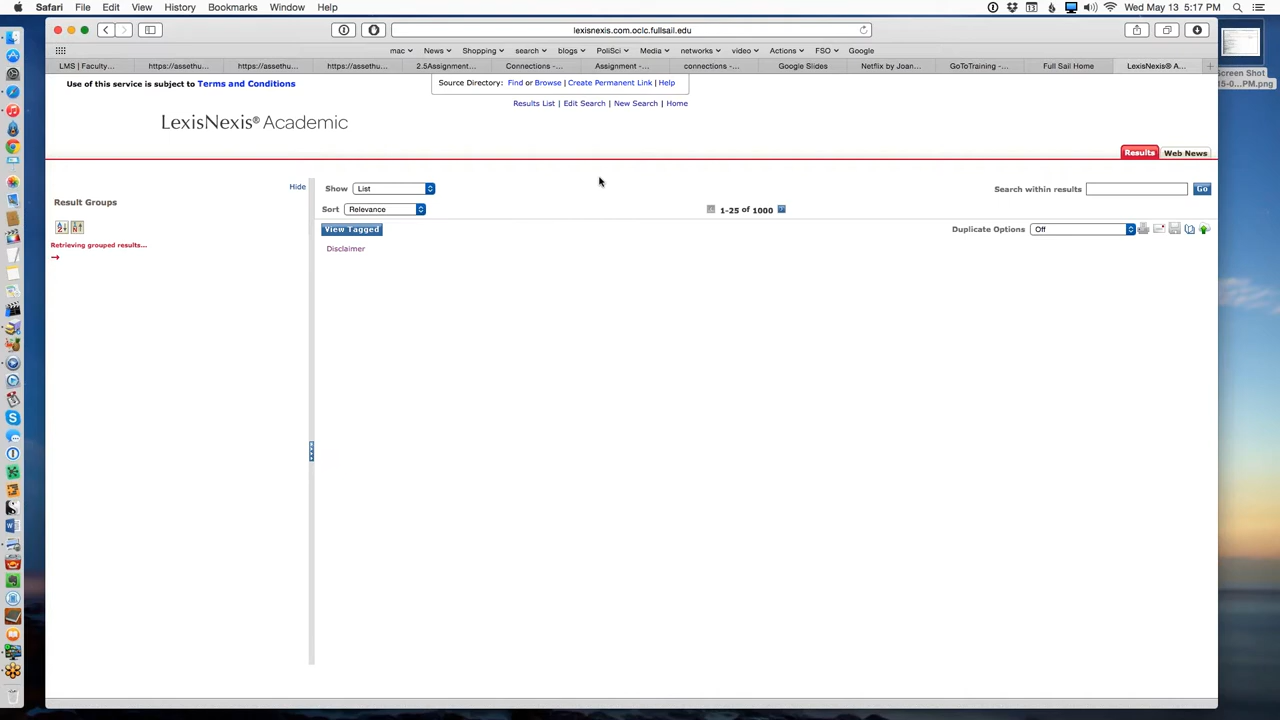 Safari File Edit View History Bookmarks Window Help
Wed May 13 5:17 PM
lexisnexis.com.oclc.fullsail.edu
mac News Shopping search blogs PoliSci Media networks video Actions FSO Google
LMS | Faculty... https://assethu... https://assethu... https://assethu... 2.5Assignment... Connections -... Assignment -... connections -... Google Slides Netflix by Joan... GoToTraining -... Full Sail Home LexisNexis® A...
Screen Shot
PM.png
Use of this service is subject to Terms and Conditions
Source Directory: Find or Browse | Create Permanent Link | Help
Results List | Edit Search | New Search | Home
LexisNexis® Academic
Results Web News
Hide
Show List
Search within results
Go
Result Groups
Sort Relevance
1-25 of 1000
View Tagged
Duplicate Options Off
Retrieving grouped results...
Disclaimer